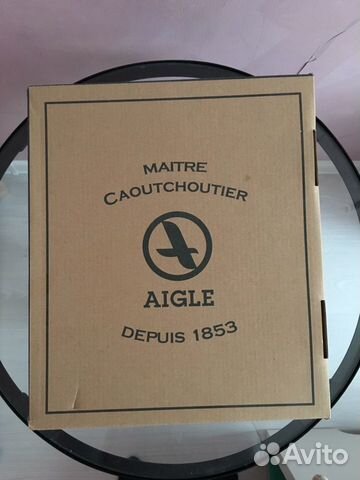 MAITRE
CAOUTCHOUTIER
AIGLE
DEPUIS 1853
Avito